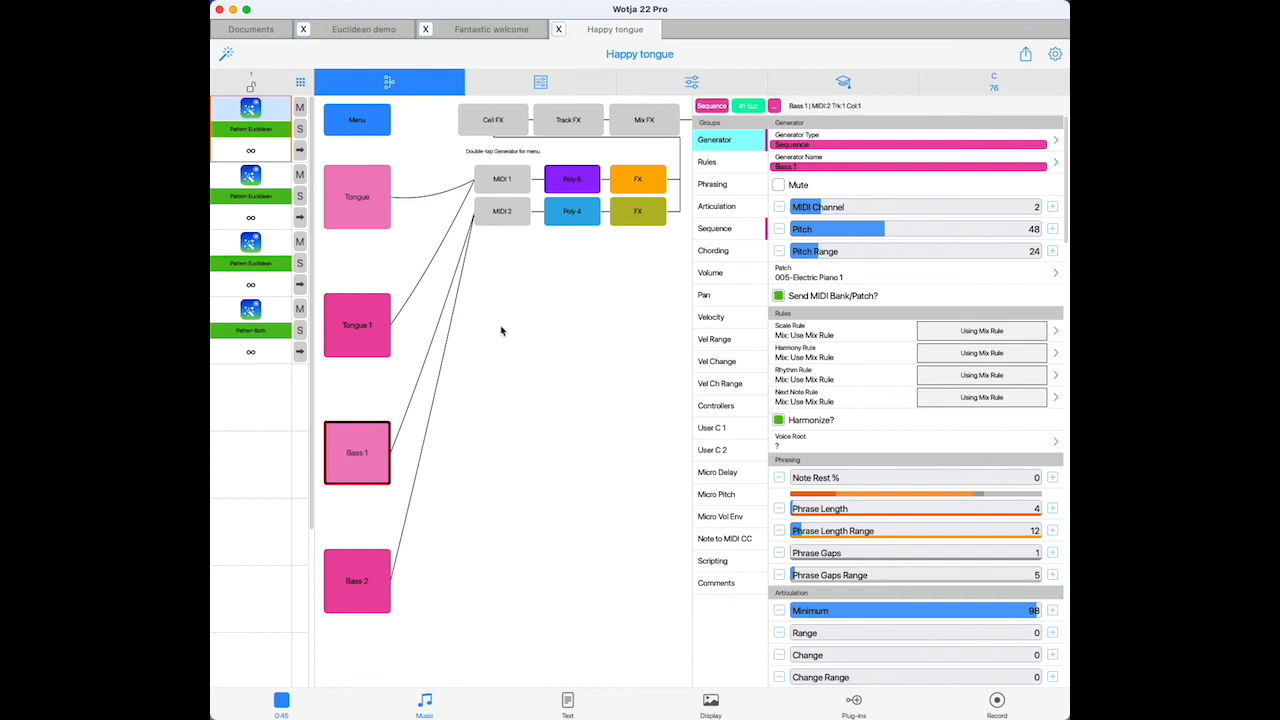 Wotja 22 Pro
Documents
X
Euclidean demo
X
Fantastic welcome
X
Happy tongue
Happy tongue
1
C
76
Pattern Euclidean
∞
M
S
Pattern Euclidean
∞
M
S
Pattern Euclidean
∞
M
S
Pattern Both
∞
M
S
Menu
Cell FX
Track FX
Mix FX
Double-tap Generator for menu
Tongue
MIDI 1
Poly 6
FX
MIDI 2
Poly 4
FX
Tongue 1
Bass 1
Bass 2
Sequence
#1 Euc
...
Bass 1 | MIDI:2 Trk:1 Col:1
Groups
Generator
Rules
Phrasing
Articulation
Sequence
Chording
Volume
Pan
Velocity
Vel Range
Vel Change
Vel Ch Range
Controllers
User C 1
User C 2
Micro Delay
Micro Pitch
Micro Vol Env
Note to MIDI CC
Scripting
Comments
Generator
Generator Type
Sequence
Generator Name
Bass 1
Mute
MIDI Channel 2
Pitch 48
Pitch Range 24
Patch
005-Electric Piano 1
Send MIDI Bank/Patch?
Rules
Scale Rule
Mix: Use Mix Rule
Using Mix Rule
Harmony Rule
Mix: Use Mix Rule
Using Mix Rule
Rhythm Rule
Mix: Use Mix Rule
Using Mix Rule
Next Note Rule
Mix: Use Mix Rule
Using Mix Rule
Harmonize?
Voice Root
?
Phrasing
Note Rest % 0
Phrase Length 4
Phrase Length Range 12
Phrase Gaps 1
Phrase Gaps Range 5
Articulation
Minimum 98
Range 0
Change 0
Change Range 0
0:45
Music
Text
Display
Plug-ins
Record